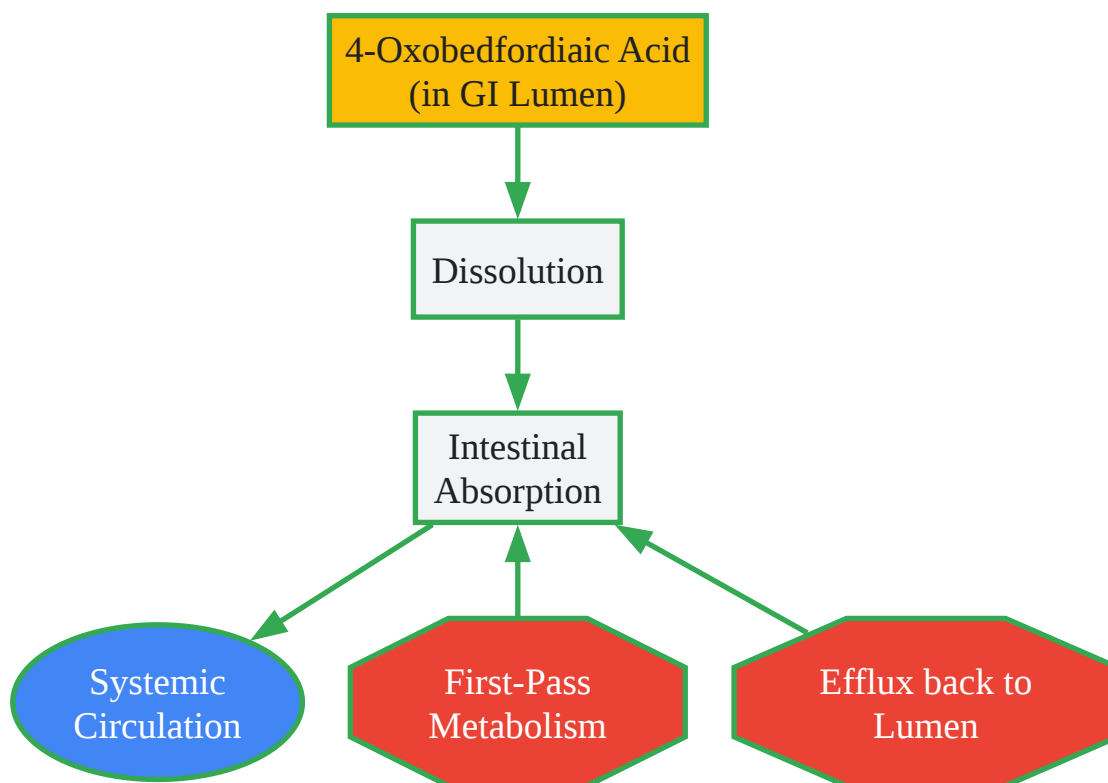 4-Oxobedfordiaic Acid
(in GI Lumen)
Dissolution
Intestinal
Absorption
Systemic
Circulation
First-Pass
Metabolism
Efflux back to
Lumen